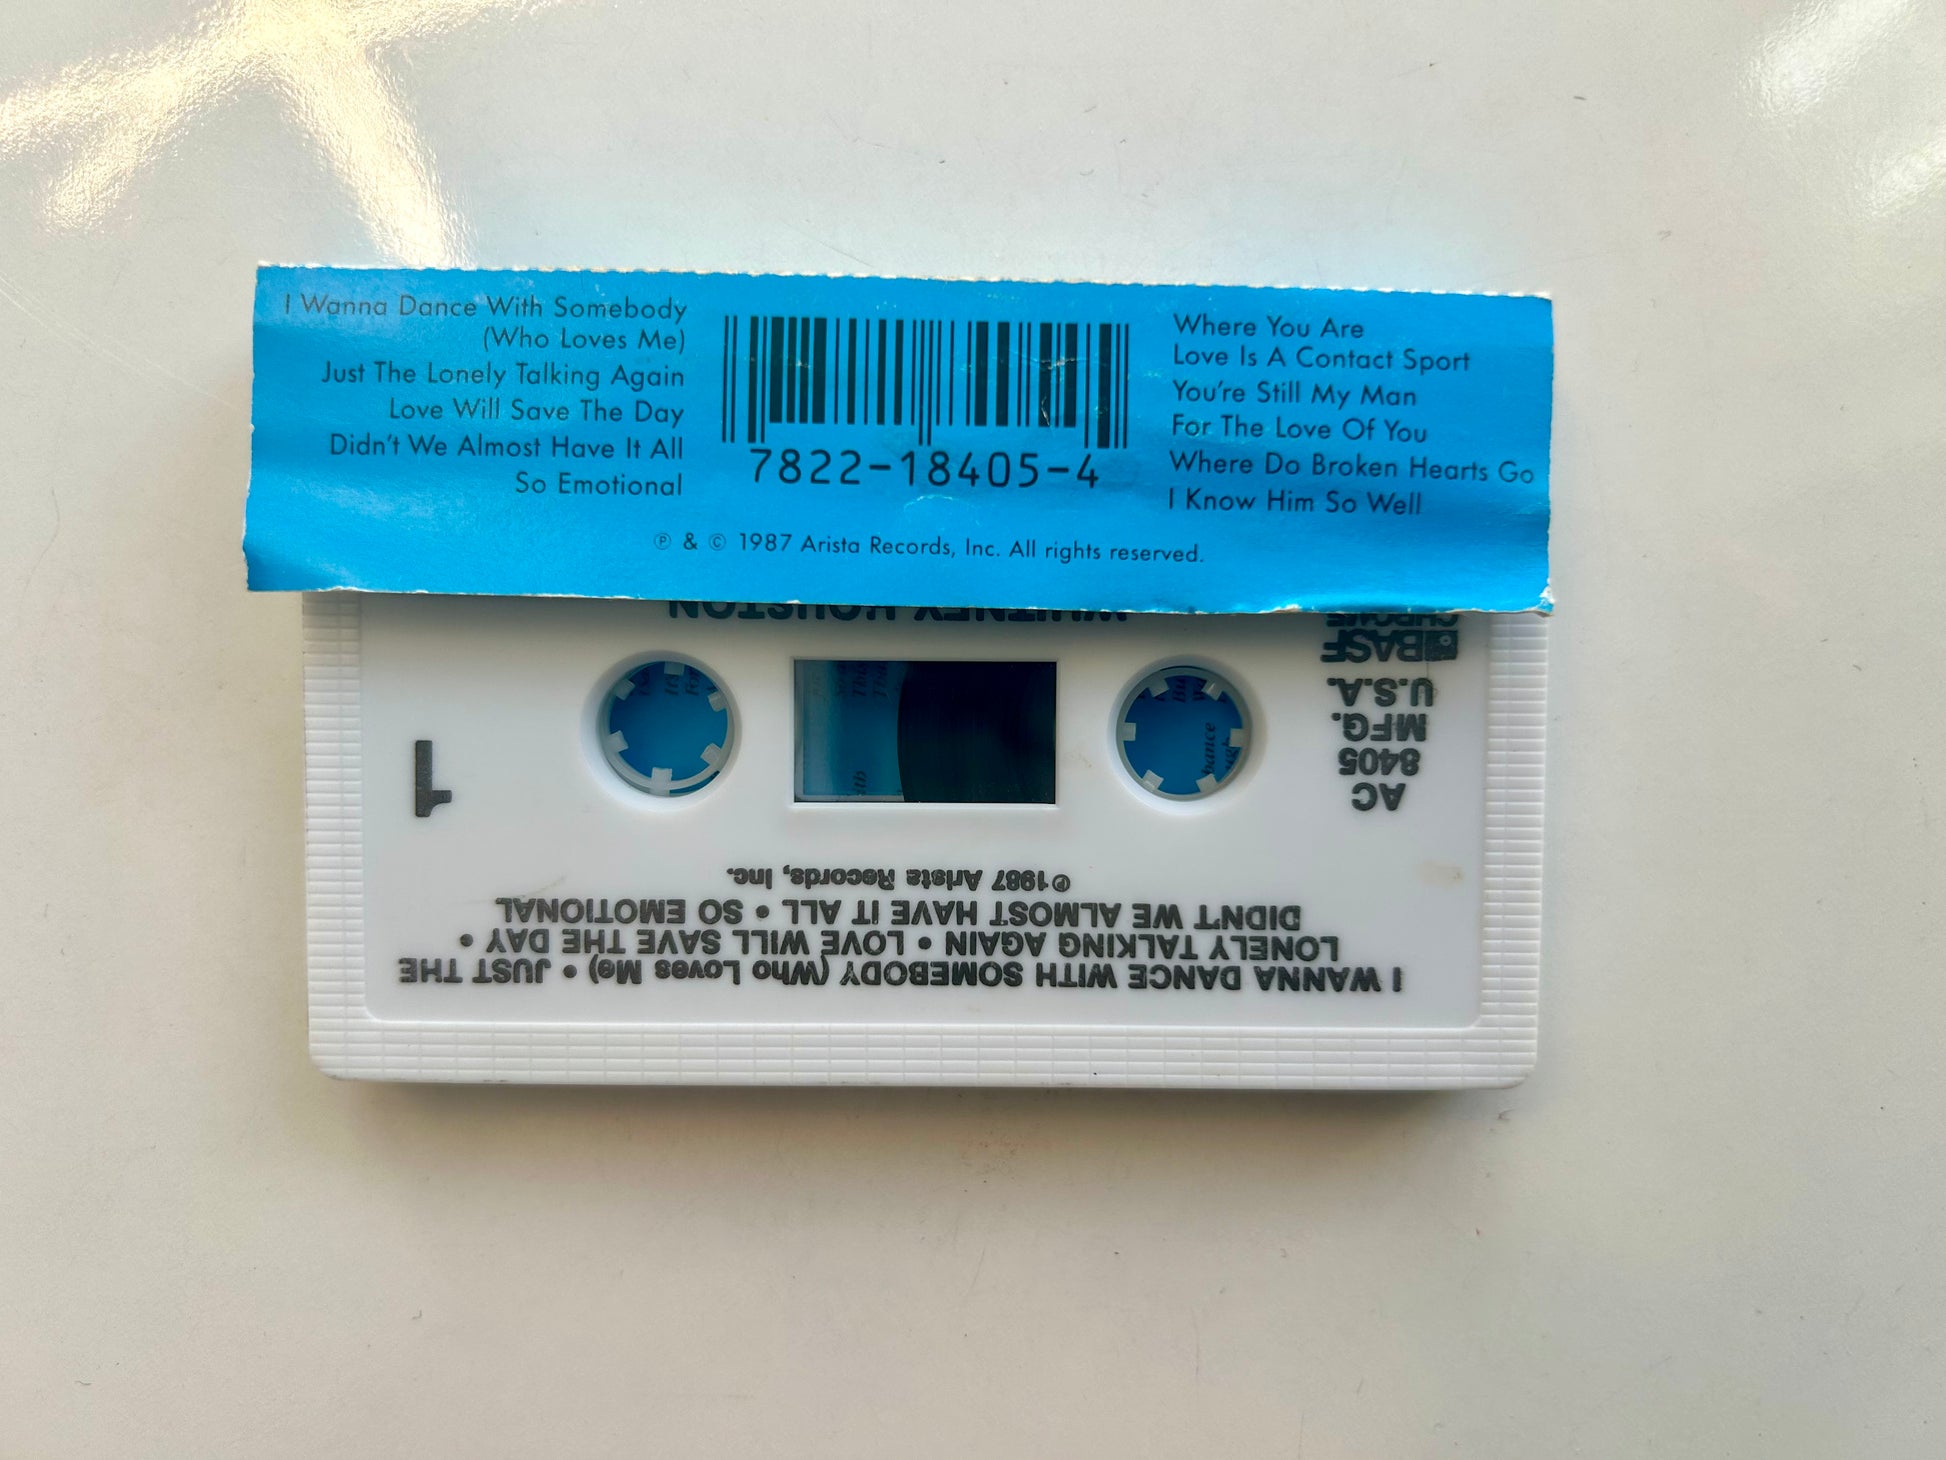 I Wanna Dance With Somebody
(Who Loves Me)
Just The Lonely Talking Again
Love Will Save The Day
Didn't We Almost Have It All
So Emotional
7822-18405-4
Where You Are
Love Is A Contact Sport
You're Still My Man
For The Love Of You
Where Do Broken Hearts Go
I Know Him So Well
℗ & © 1987 Arista Records, Inc. All rights reserved.
I WANNA DANCE WITH SOMEBODY (Who Loves Me) • JUST THE
LONELY TALKING AGAIN • LOVE WILL SAVE THE DAY •
DIDN'T WE ALMOST HAVE IT ALL • SO EMOTIONAL
℗1987 Arista Records, Inc.
1
AC
8405
MFG.
U.S.A.
BASF
CHROME
WHITNEY HOUSTON